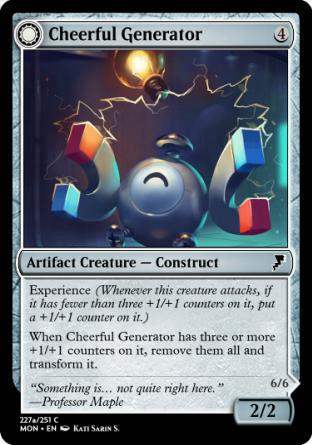 Cheerful Generator 4
Artifact Creature — Construct
Experience (Whenever this creature attacks, if
it has fewer than three +1/+1 counters on it, put
a +1/+1 counter on it.)
When Cheerful Generator has three or more
+1/+1 counters on it, remove them all and
transform it.
“Something is... not quite right here.”
—Professor Maple
6/6
2/2
227a/251 C
MON • EN Kati Sarin S.